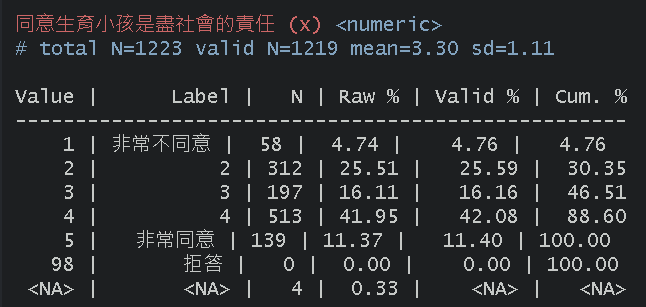 同意生育小孩是盡社會的責任 (x) <numeric>
# total N=1223 valid N=1219 mean=3.30 sd=1.11
Value | Label | N | Raw % | Valid % | Cum. %
-----------------------------------------------------------
1 | 非常不同意 | 58 | 4.74 | 4.76 | 4.76
2 | 2 | 312 | 25.51 | 25.59 | 30.35
3 | 3 | 197 | 16.11 | 16.16 | 46.51
4 | 4 | 513 | 41.95 | 42.08 | 88.60
5 | 非常同意 | 139 | 11.37 | 11.40 | 100.00
98 | 拒答 | 0 | 0.00 | 0.00 | 100.00
<NA> | <NA> | 4 | 0.33 | <NA> | <NA>